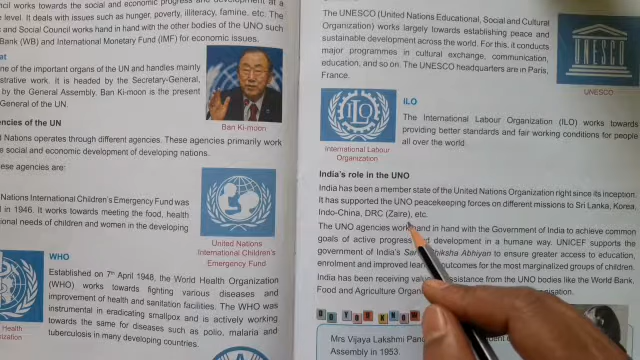 cil works towards the social and economic progress and development at a
level. It deals with issues such as hunger, poverty, illiteracy, famine, etc. The
and Social Council works hand in hand with the other bodies of the UNO such
Bank (WB) and International Monetary Fund (IMF) for economic issues.
at
one of the important organs of the UN and handles mainly
strative work. It is headed by the Secretary-General,
by the General Assembly. Ban Ki-moon is the present
General of the UN.
Ban Ki-moon
encies of the UN
d Nations operates through different agencies. These agencies primarily work
e social and economic development of developing nations.
ese agencies are:
Nations International Children's Emergency Fund was
d in 1946. It works towards meeting the food, health
tional needs of children and women in the developing
United Nations
International Children's
Emergency Fund
WHO
Established on 7th April 1948, the World Health Organization
(WHO) works towards fighting various diseases and
improvement of health and sanitation facilities. The WHO was
instrumental in eradicating smallpox and is actively working
towards the same for diseases such as polio, malaria and
tuberculosis in many developing countries.
Health
ization
The UNESCO (United Nations Educational, Social and Cultural
Organization) works largely towards establishing peace and
sustainable development across the world. For this, it conducts
major programmes in cultural exchange, communication,
education, and so on. The UNESCO headquarters are in Paris,
France.
UNESCO
UNESCO
ILO
The International Labour Organization (ILO) works towards
providing better standards and fair working conditions for people
all over the world.
International Labour
Organization
India's role in the UNO
India has been a member state of the United Nations Organization right since its inception.
It has supported the UNO peacekeeping forces on different missions to Sri Lanka, Korea,
Indo-China, DRC (Zaire), etc.
The UNO agencies work hand in hand with the Government of India to achieve common
goals of active progress and development in a humane way. UNICEF supports the
government of India's Sarva Shiksha Abhiyan to ensure greater access to education,
enrolment and improved learning outcomes for the most marginalized groups of children.
India has been receiving valuable assistance from the UNO bodies like the World Bank,
Food and Agriculture
DO YOU KNOW
Mrs Vijaya Lakshmi
Assembly in 1953.